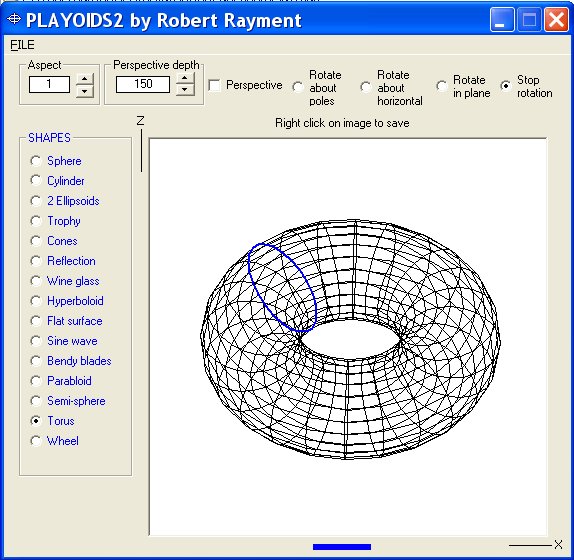 PLAYOIDS2 by Robert Rayment
FILE
Aspect
1
Perspective depth
150
Perspective
Rotate
about
poles
Rotate
about
horizontal
Rotate
in plane
Stop
rotation
Right click on image to save
Z
SHAPES
Sphere
Cylinder
2 Ellipsoids
Trophy
Cones
Reflection
Wine glass
Hyperboloid
Flat surface
Sine wave
Bendy blades
Parabloid
Semi-sphere
Torus
Wheel
X